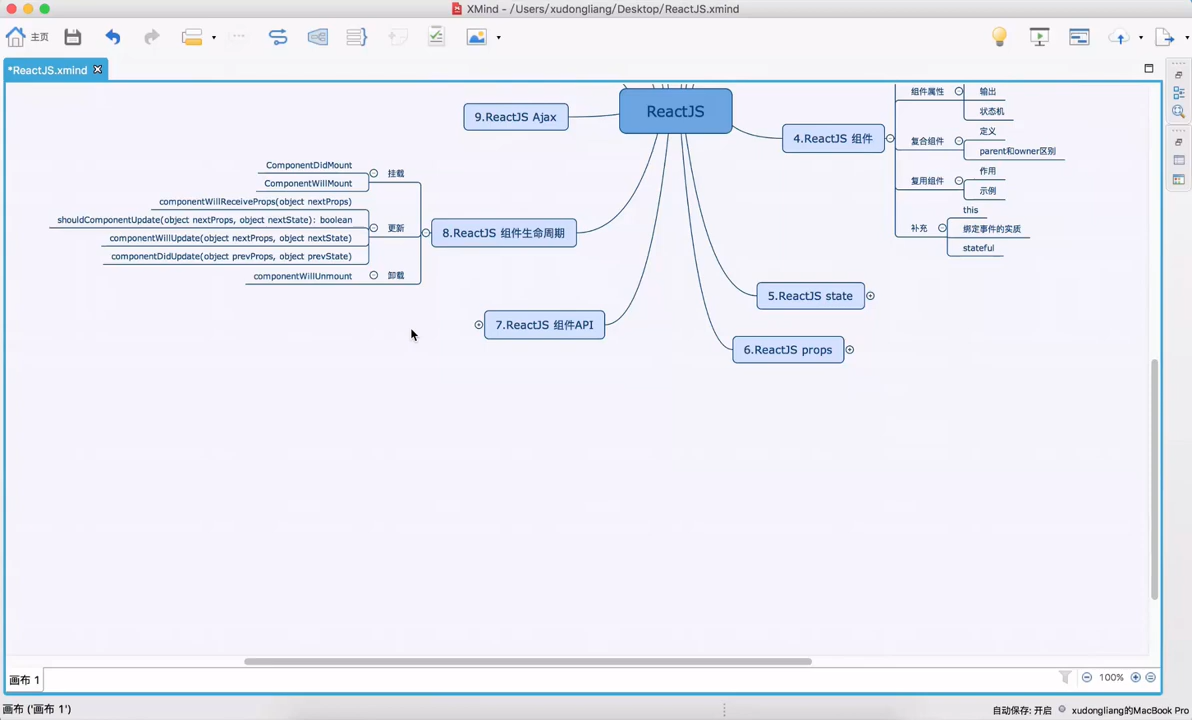 XMind - /Users/xudongliang/Desktop/ReactJS.xmind
主页
*ReactJS.xmind
ReactJS
9.ReactJS Ajax
4.ReactJS 组件
组件属性
输出
状态机
复合组件
定义
parent和owner区别
复用组件
作用
示例
补充
this
绑定事件的实质
stateful
ComponentDidMount
ComponentWillMount
挂载
componentWillReceiveProps(object nextProps)
shouldComponentUpdate(object nextProps, object nextState): boolean
componentWillUpdate(object nextProps, object nextState)
componentDidUpdate(object prevProps, object prevState)
更新
componentWillUnmount
卸载
8.ReactJS 组件生命周期
5.ReactJS state
7.ReactJS 组件API
6.ReactJS props
画布 1
100%
画布 ('画布 1')
自动保存: 开启
xudongliang的MacBook Pro